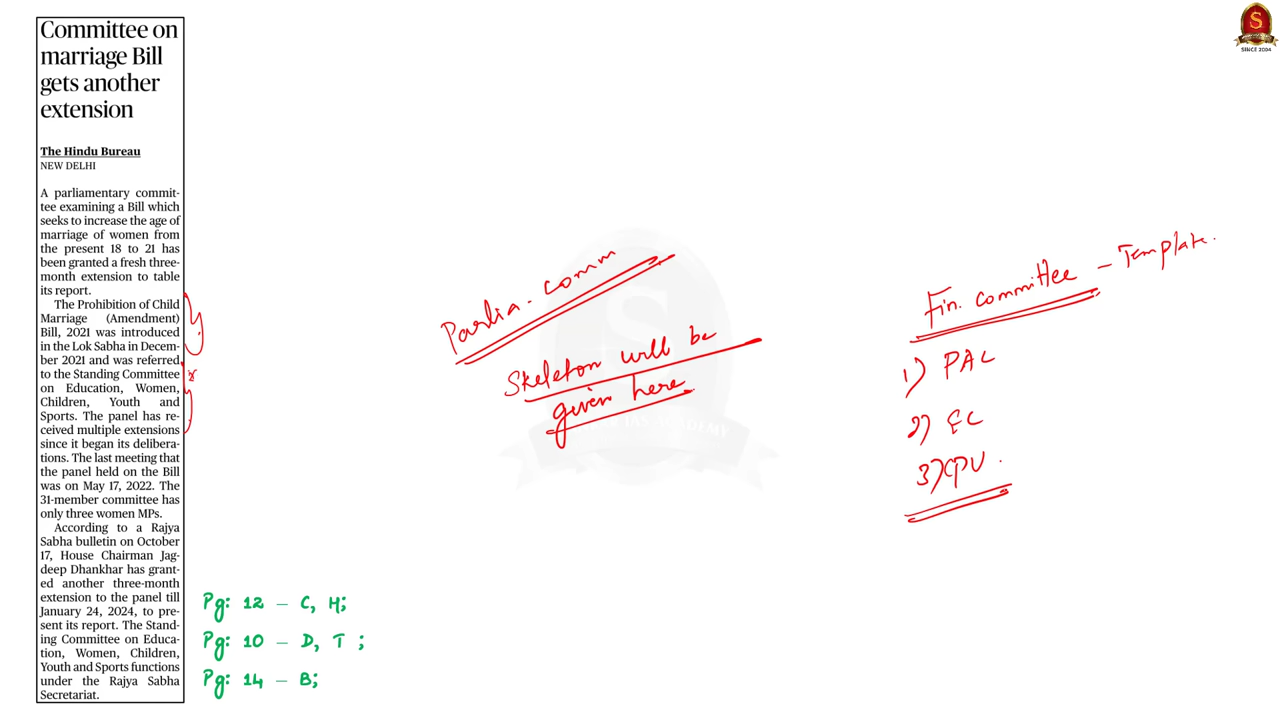 Committee on
marriage Bill
gets another
extension
The Hindu Bureau
NEW DELHI
A parliamentary commit-
tee examining a Bill which
seeks to increase the age of
marriage of women from
the present 18 to 21 has
been granted a fresh three-
month extension to table
its report.
The Prohibition of Child
Marriage (Amendment)
Bill, 2021 was introduced
in the Lok Sabha in Decem-
ber 2021 and was referred
to the Standing Committee
on Education, Women,
Children, Youth and
Sports. The panel has re-
ceived multiple extensions
since it began its delibera-
tions. The last meeting that
the panel held on the Bill
was on May 17, 2022. The
31-member committee has
only three women MPs.
According to a Rajya
Sabha bulletin on October
17, House Chairman Jag-
deep Dhankhar has grant-
ed another three-month
extension to the panel till
January 24, 2024, to pre-
sent its report. The Stand-
ing Committee on Educa-
tion, Women, Children,
Youth and Sports functions
under the Rajya Sabha
Secretariat.
Pg: 12 – C, H;
Pg: 10 – D, T ;
Pg: 14 – B;
Parlia - comm
Skeleton will be
given here
Fin. committee – Template.
1) PAC
2) EC
3) CPU.
S
SINCE 2004